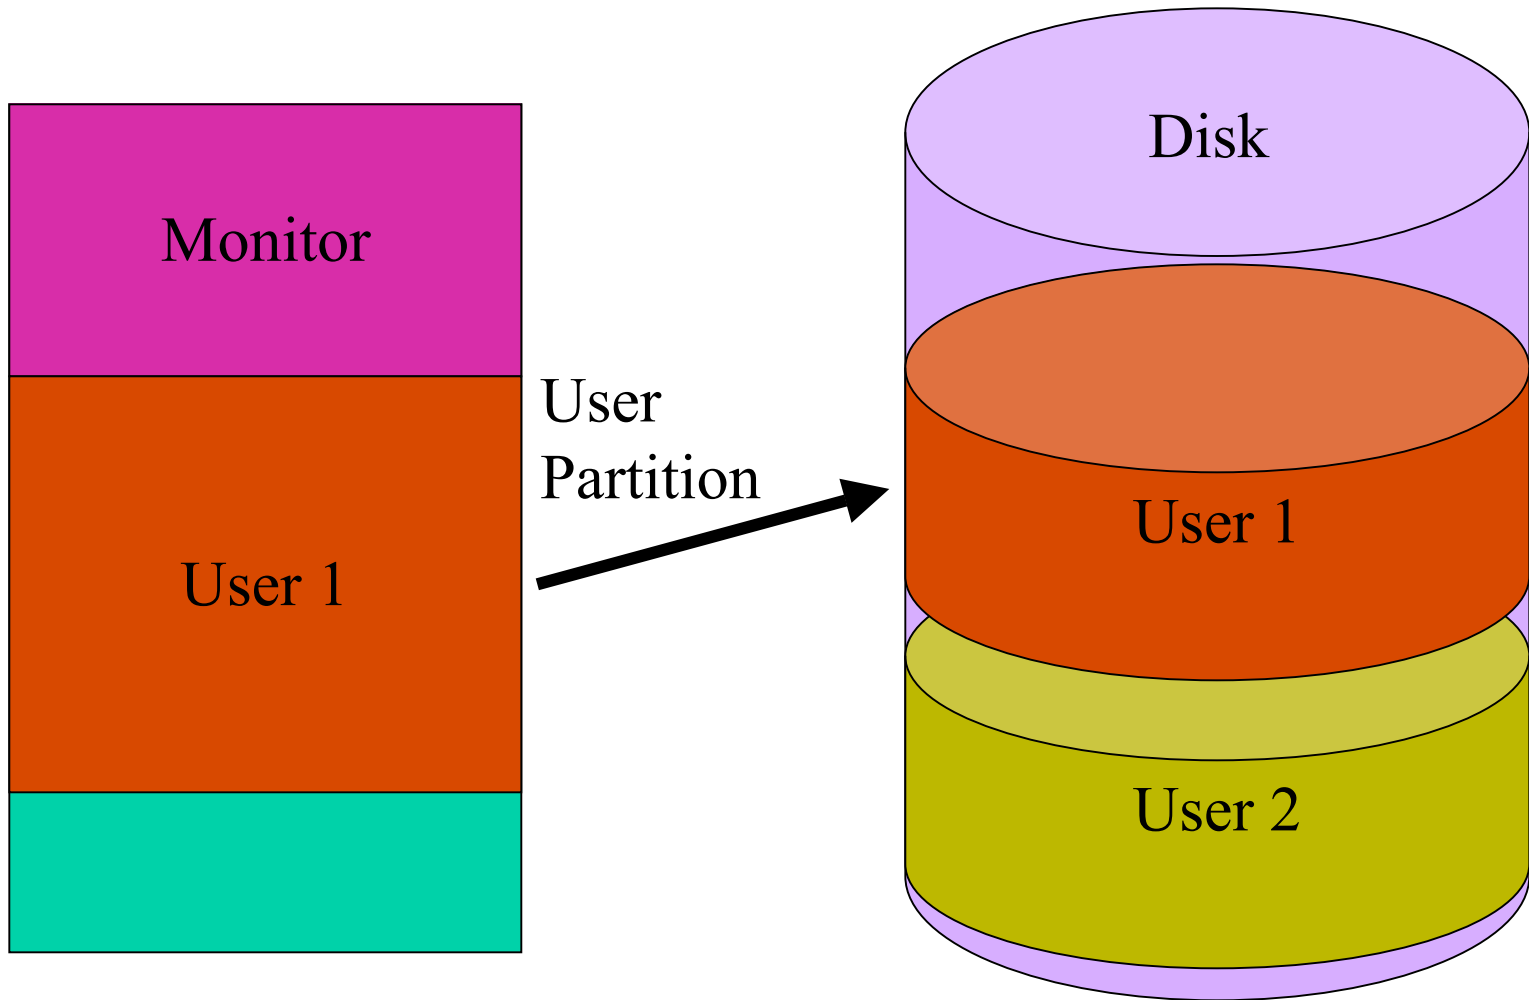 Monitor
User 1
User
Partition
Disk
User 1
User 2